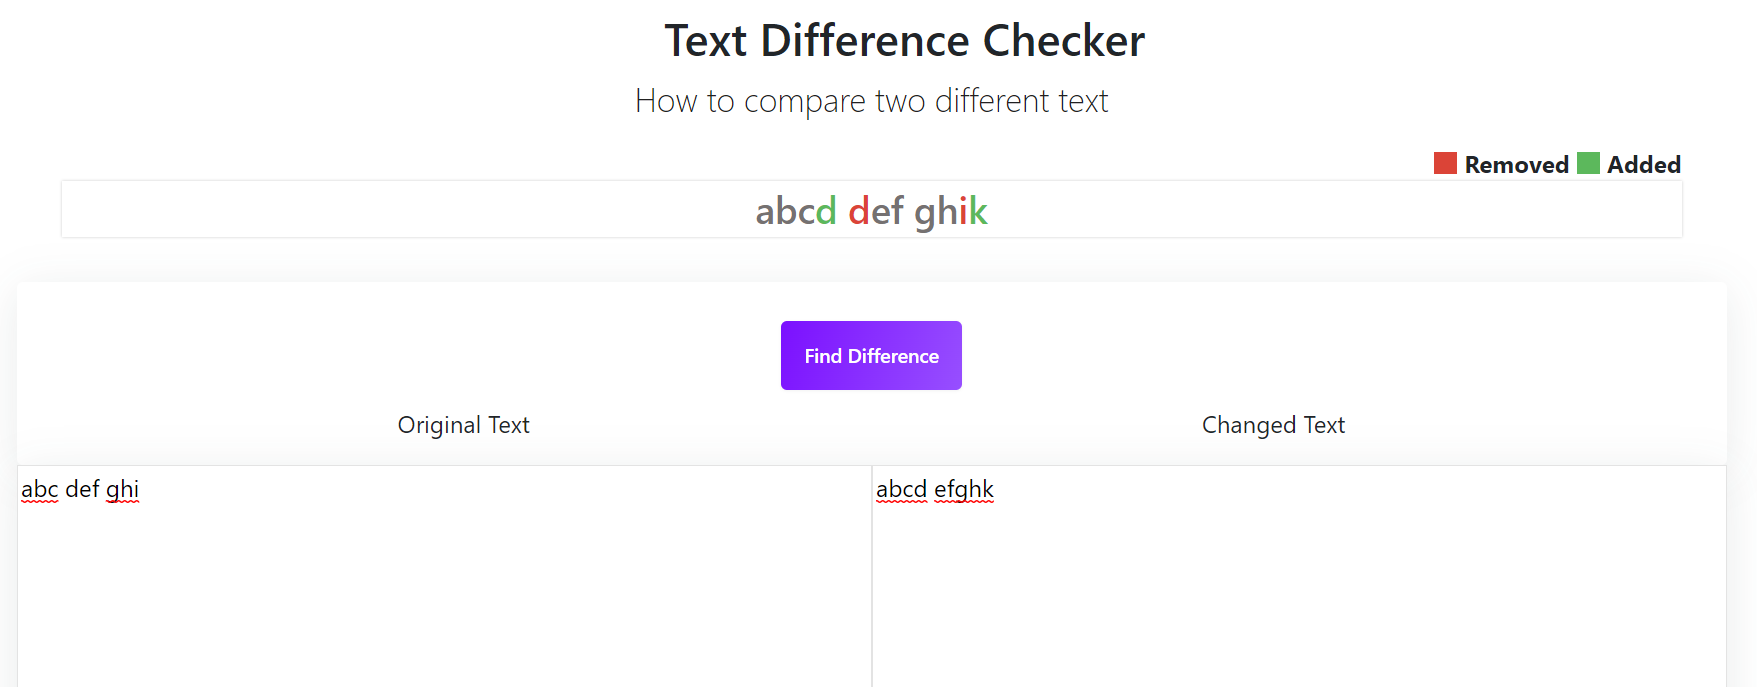 Text Difference Checker
How to compare two different text
Removed Added
abcd def ghik
Find Difference
Original Text
Changed Text
abc def ghi
abcd efghk